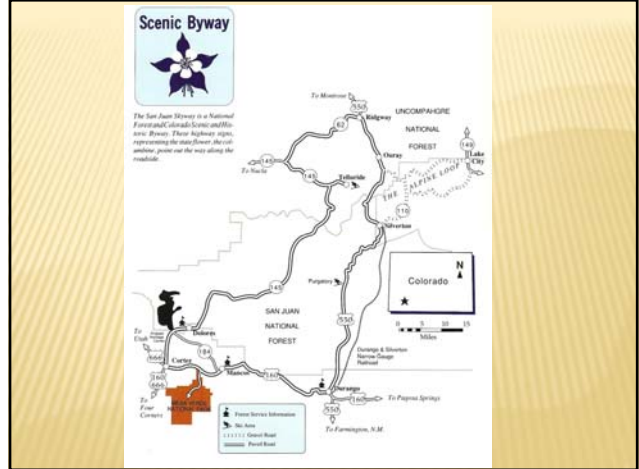 Scenic Byway
The San Juan Skyway is a National
Forest and Colorado Scenic and His-
toric Byway. These highway signs,
representing the state flower, the col-
umbine, point out the way along the
roadside.
To Montrose
550
Ridgway
UNCOMPAHGRE
NATIONAL
FOREST
62
Ouray
149
Lake
City
145
To Nucla
145
Telluride
THE ALPINE LOOP
110
Silverton
Purgatory
Colorado
N
145
SAN JUAN
NATIONAL
FOREST
550
0 5 10 15
Miles
Durango & Silverton
Narrow Gauge
Railroad
Dolores
To
Utah
666
184
Cortez
Mancos
160
160
666
To
Four
Corners
MESA VERDE
NATIONAL PARK
Durango
160
To Pagosa Springs
550
To Farmington, N.M.
Forest Service Information
Ski Area
Gravel Road
Paved Road